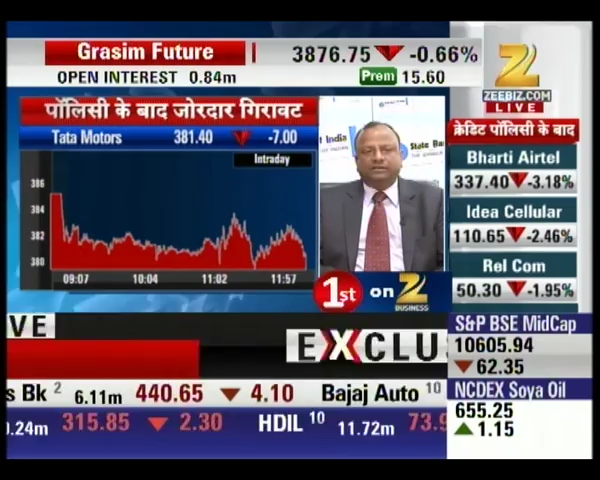 Grasim Future
3876.75 -0.66%
OPEN INTEREST 0.84m
Prem 15.60
ZEEBIZ.COM
LIVE
पॉलिसी के बाद जोरदार गिरावट
Tata Motors 381.40 -7.00
Intraday
386
384
382
380
09:07 10:04 11:02 11:57
State Ba
1st on Z
BUSINESS
क्रेडिट पॉलिसी के बाद
Bharti Airtel
337.40 -3.18%
Idea Cellular
110.65 -2.46%
Rel Com
50.30 -1.95%
IVE
EXCLU
S&P BSE MidCap
10605.94
62.35
s Bk 2 6.11m 440.65 4.10 Bajaj Auto 10
0.24m 315.85 2.30 HDIL 10 11.72m 73.9
NCDEX Soya Oil
655.25
1.15